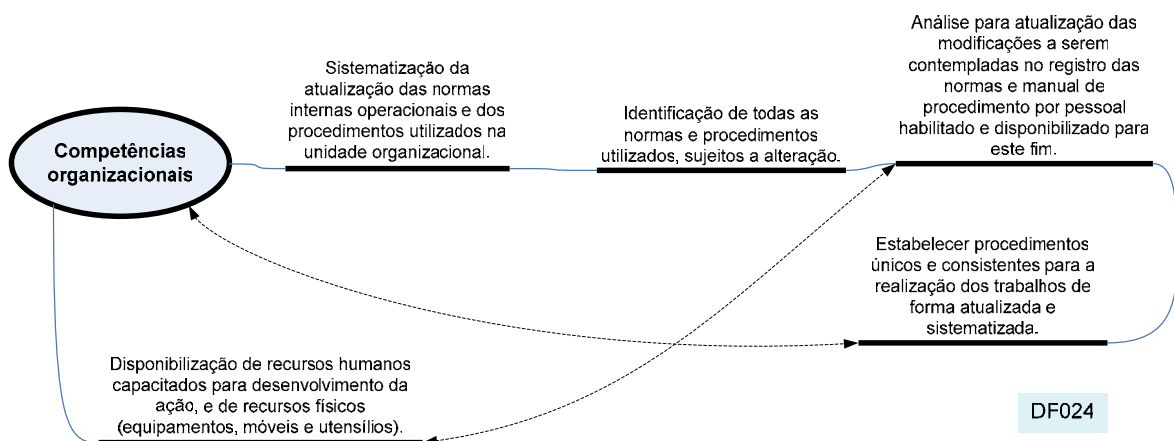 Competências
organizacionais
Sistematização da
atualização das normas
internas operacionais e dos
procedimentos utilizados na
unidade organizacional.
Identificação de todas as
normas e procedimentos
utilizados, sujeitos a alteração.
Análise para atualização das
modificações a serem
contempladas no registro das
normas e manual de
procedimento por pessoal
habilitado e disponibilizado para
este fim.
Estabelecer procedimentos
únicos e consistentes para a
realização dos trabalhos de
forma atualizada e
sistematizada.
Disponibilização de recursos humanos
capacitados para desenvolvimento da
ação, e de recursos físicos
(equipamentos, móveis e utensílios).
DF024